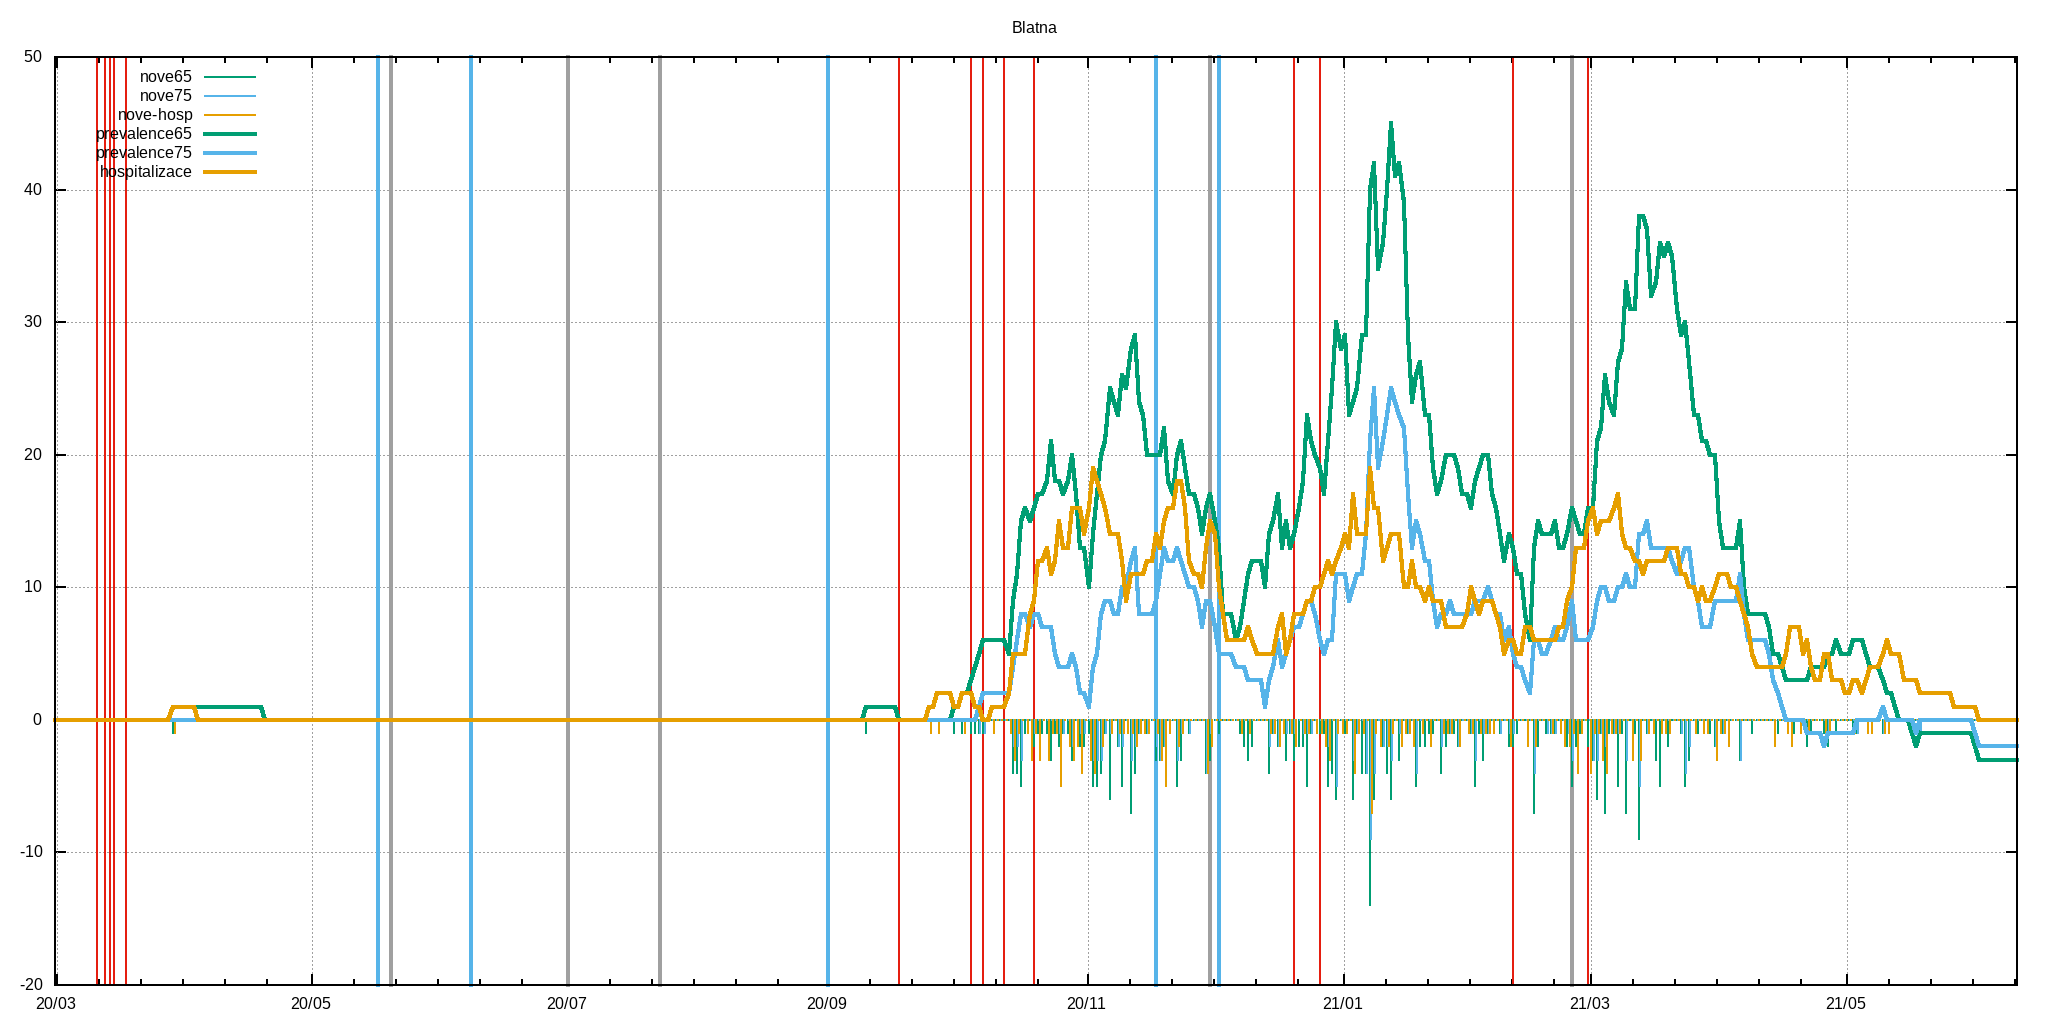 Blatna
50
nove65
nove75
nove-hosp
prevalence65
prevalence75
hospitalizace
40
30
20
10
0
-10
-20
20/03 20/05 20/07 20/09 20/11 21/01 21/03 21/05